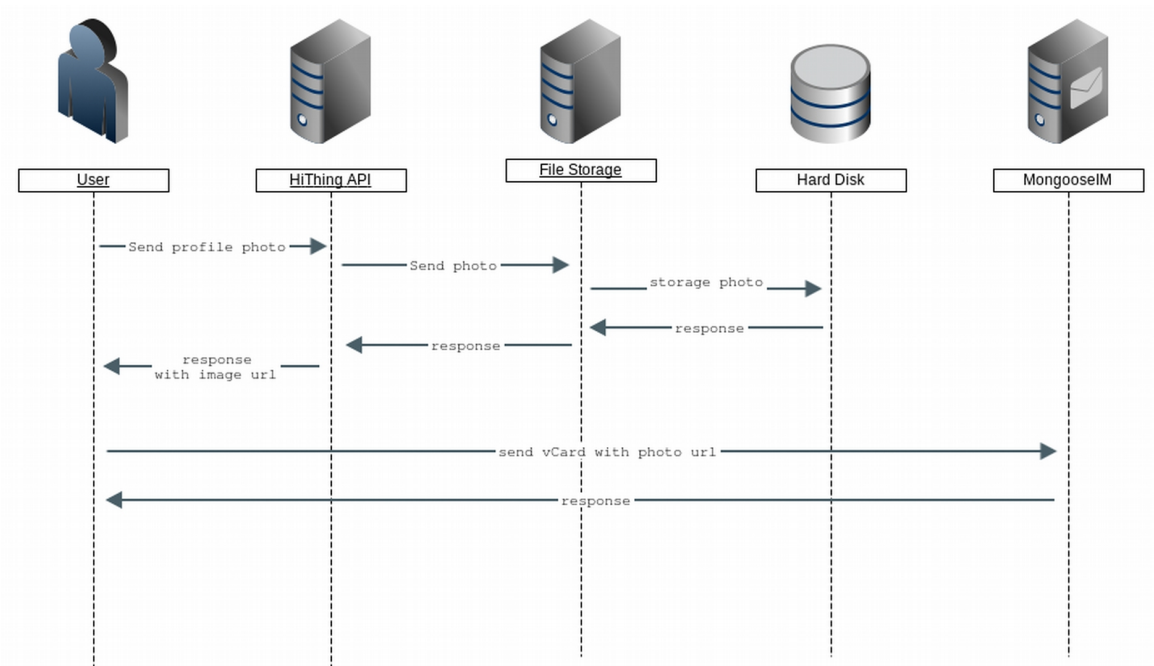 User
HiThing API
File Storage
Hard Disk
MongooseIM
Send profile photo
Send photo
storage photo
response
response
response
with image url
send vCard with photo url
response